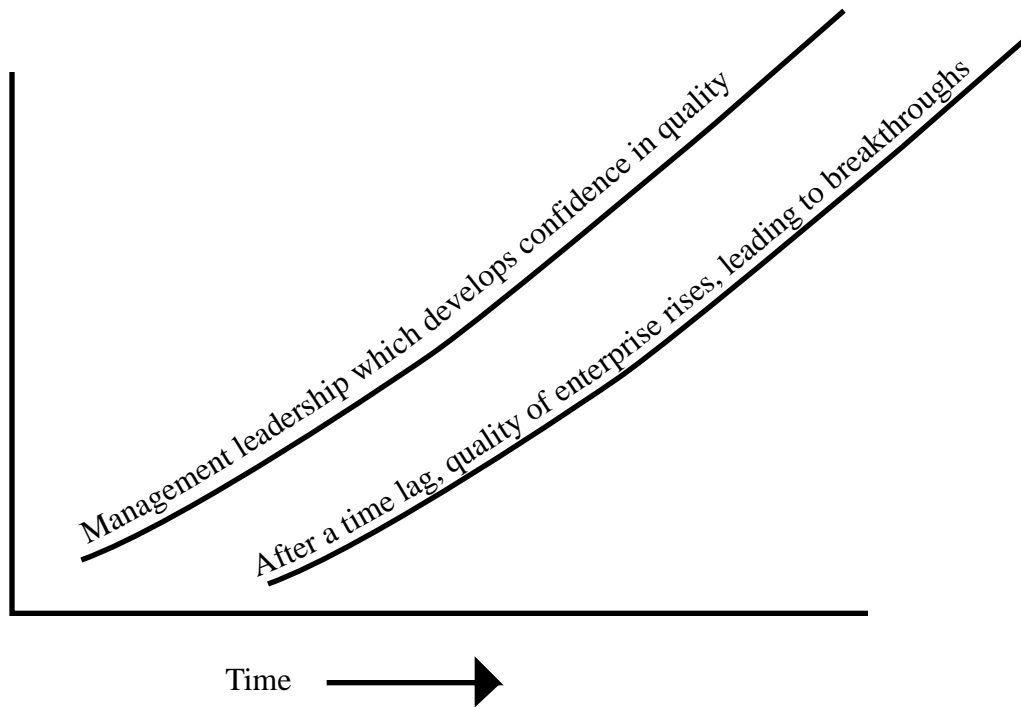 Management leadership which develops confidence in quality
After a time lag, quality of enterprise rises, leading to breakthroughs
Time